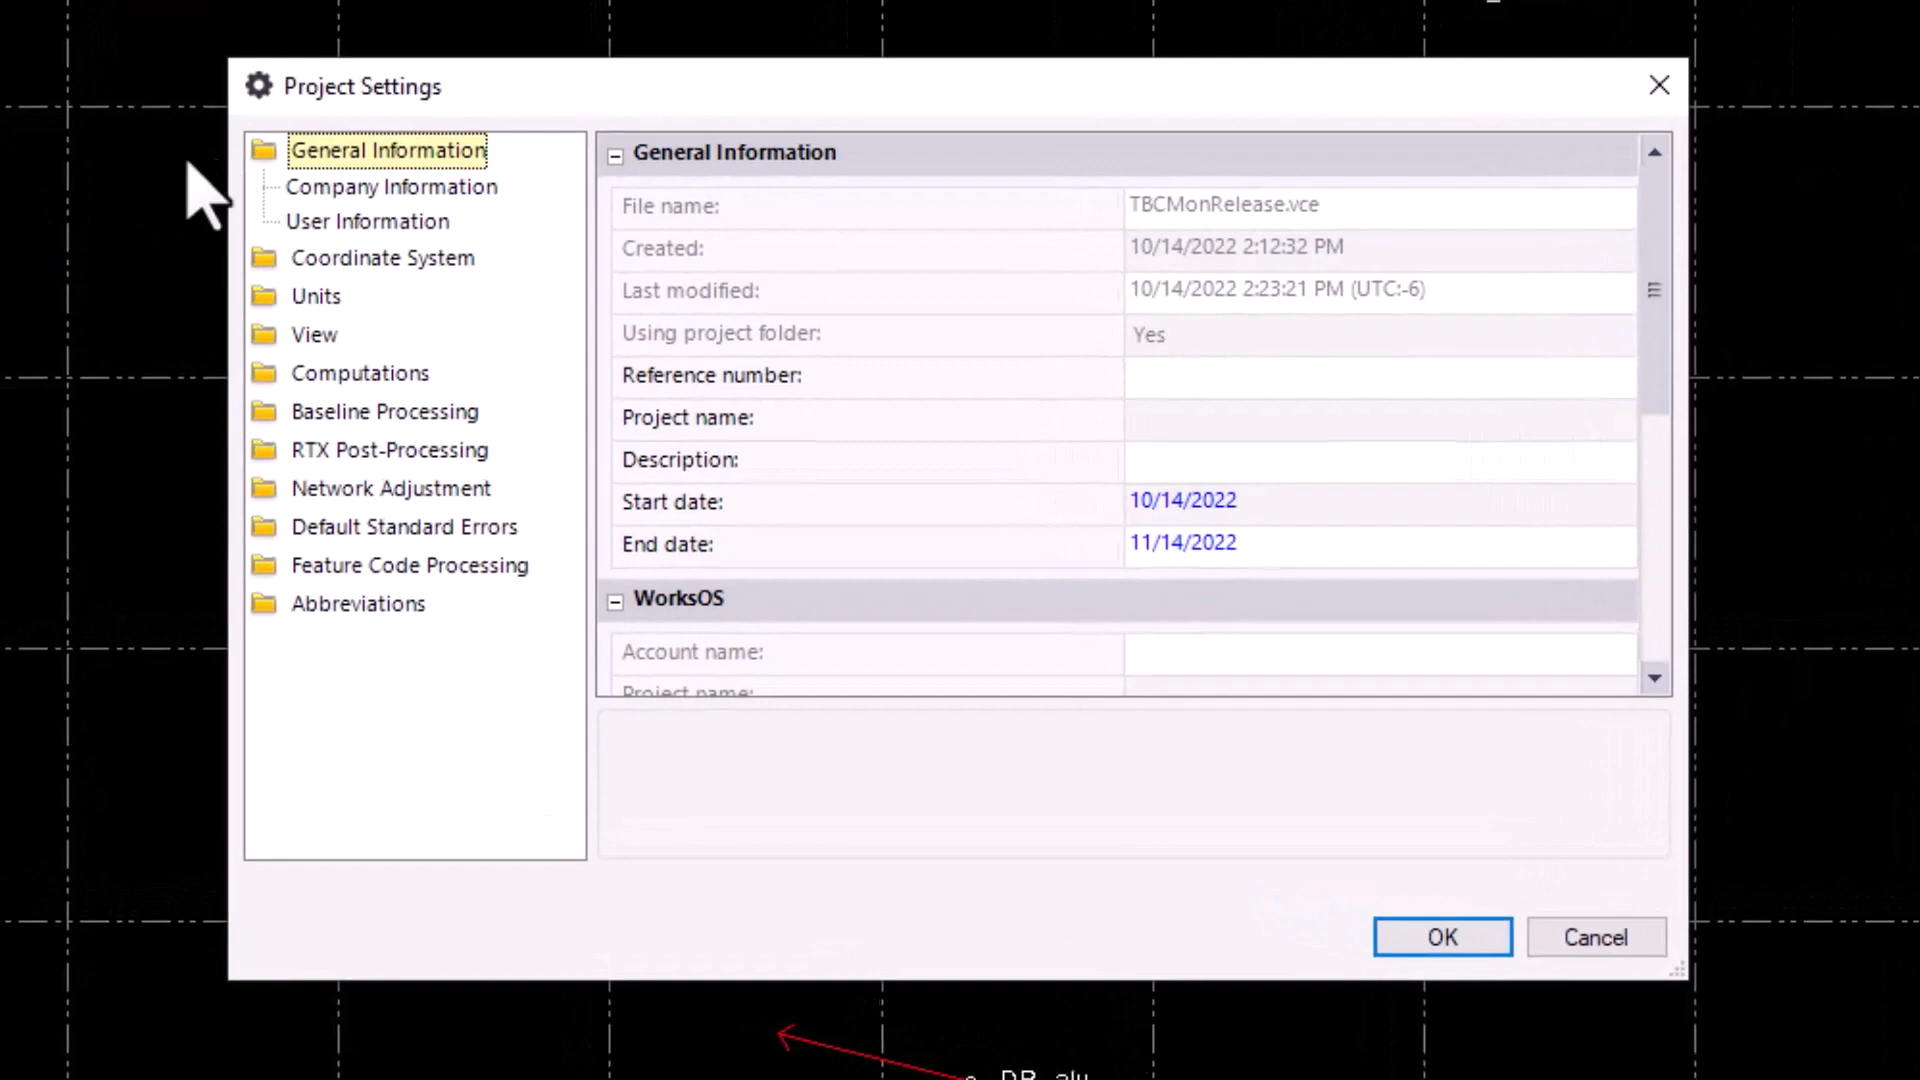 Project Settings
General Information
Company Information
User Information
Coordinate System
Units
View
Computations
Baseline Processing
RTX Post-Processing
Network Adjustment
Default Standard Errors
Feature Code Processing
Abbreviations
General Information
File name: TBCMonRelease.vce
Created: 10/14/2022 2:12:32 PM
Last modified: 10/14/2022 2:23:21 PM (UTC:-6)
Using project folder: Yes
Reference number:
Project name:
Description:
Start date: 10/14/2022
End date: 11/14/2022
WorksOS
Account name:
Project name:
OK Cancel